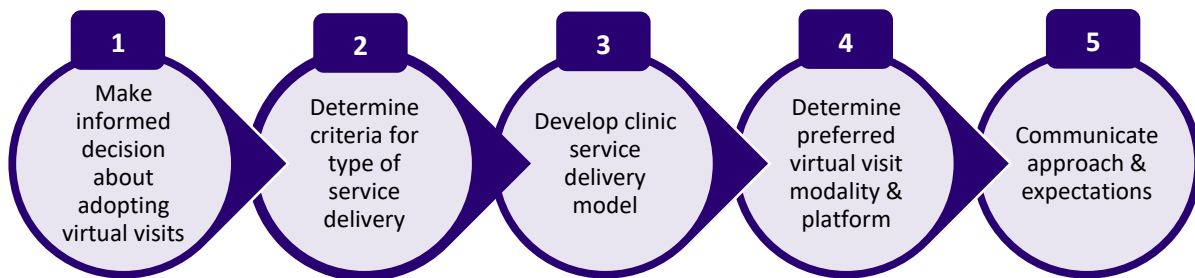 1
Make
informed
decision
about
adopting
virtual visits
2
Determine
criteria for
type of
service
delivery
3
Develop clinic
service
delivery
model
4
Determine
preferred
virtual visit
modality &
platform
5
Communicate
approach &
expectations